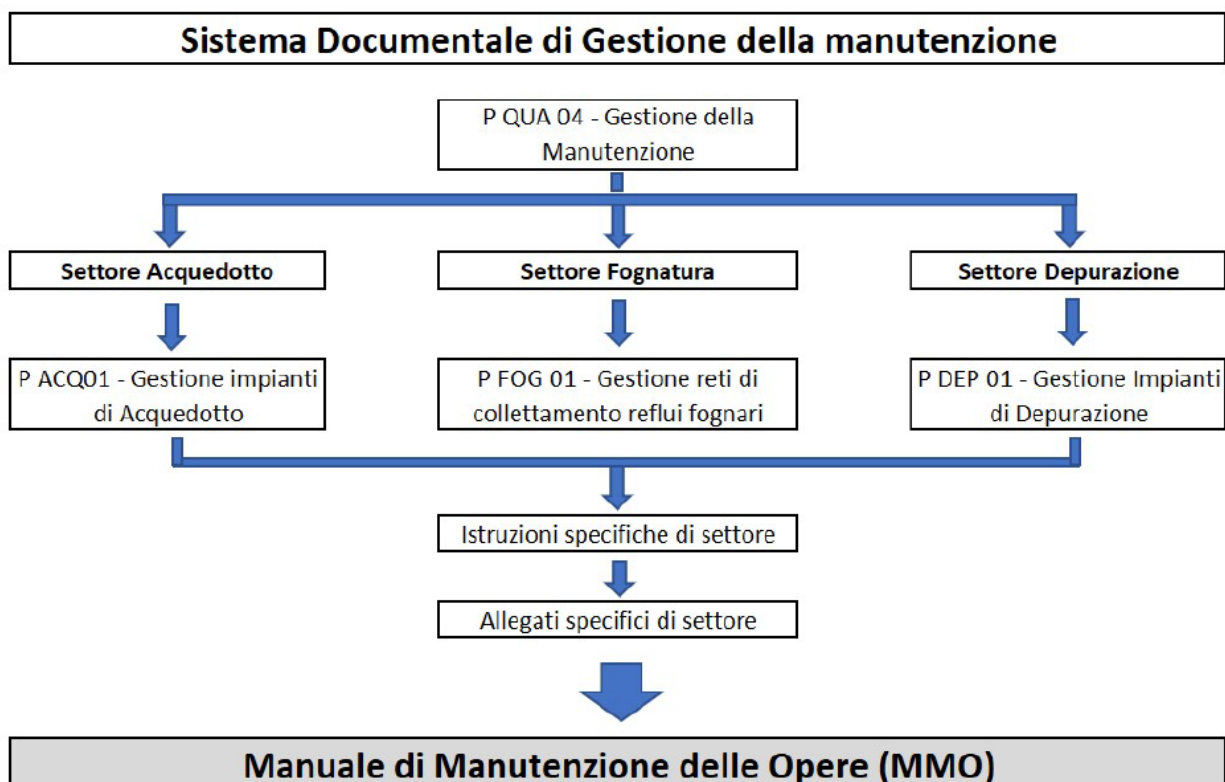 Sistema Documentale di Gestione della manutenzione
P QUA 04 - Gestione della
Manutenzione
Settore Acquedotto
Settore Fognatura
Settore Depurazione
P ACQ01 - Gestione impianti
di Acquedotto
P FOG 01 - Gestione reti di
collettamento reflui fognari
P DEP 01 - Gestione Impianti
di Depurazione
Istruzioni specifiche di settore
Allegati specifici di settore
Manuale di Manutenzione delle Opere (MMO)